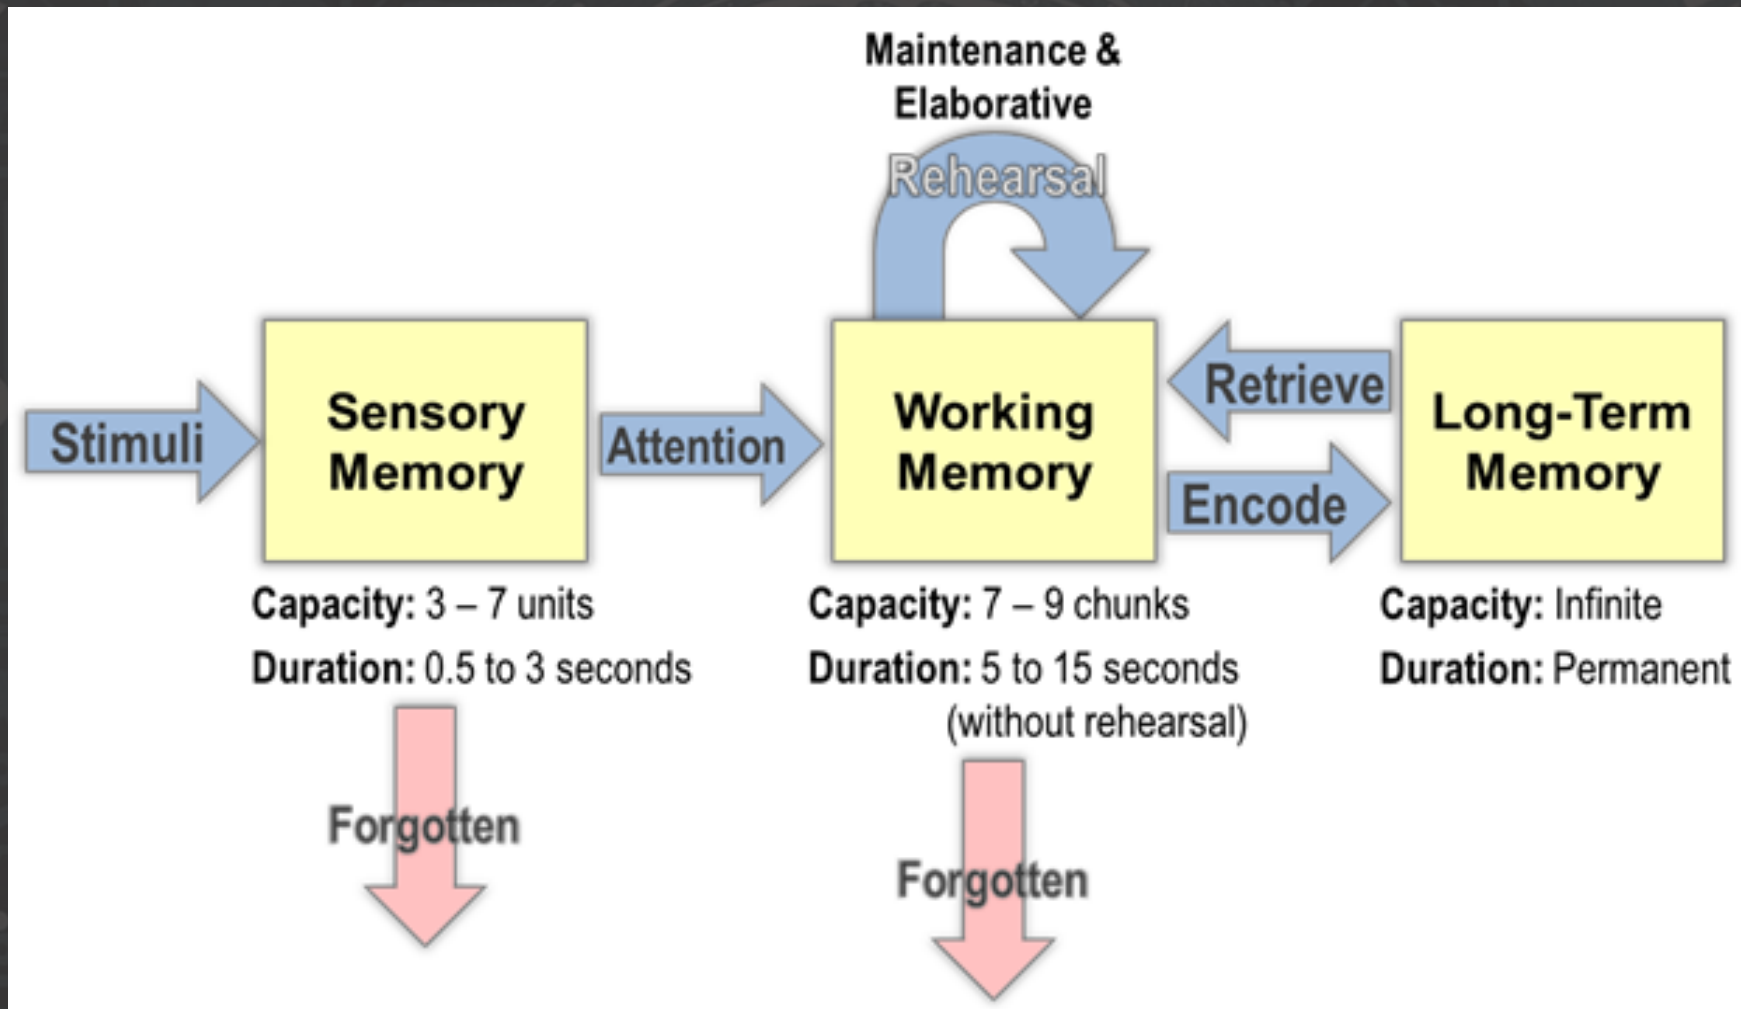 Maintenance &
Elaborative
Rehearsal
Stimuli
Sensory
Memory
Attention
Working
Memory
Retrieve
Encode
Long-Term
Memory
Capacity: 3 – 7 units
Duration: 0.5 to 3 seconds
Forgotten
Capacity: 7 – 9 chunks
Duration: 5 to 15 seconds
(without rehearsal)
Forgotten
Capacity: Infinite
Duration: Permanent